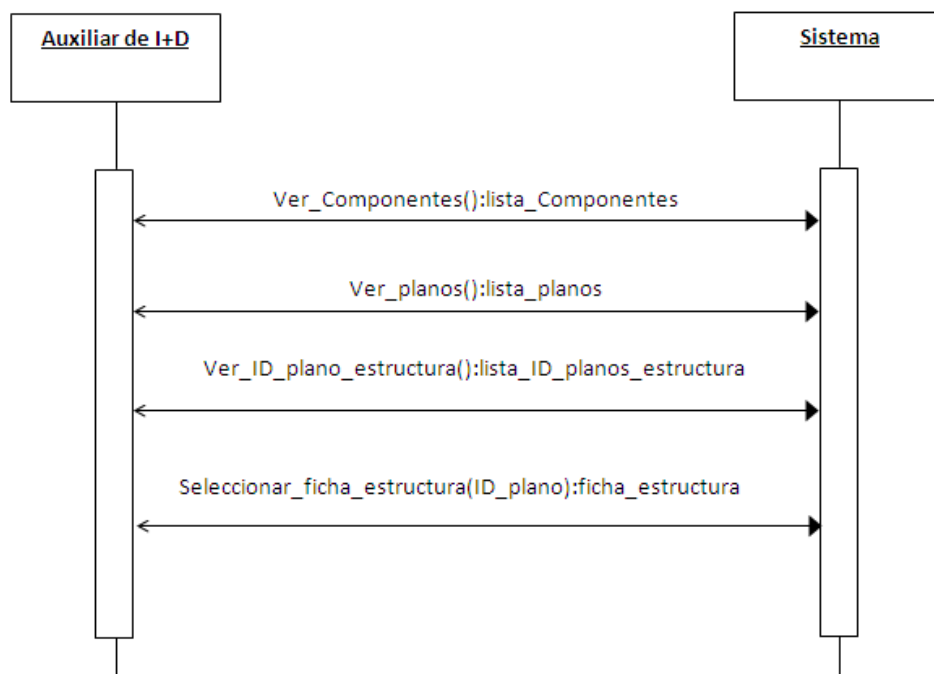 Auxiliar de I+D
Sistema
Ver_Componentes():lista_Componentes
Ver_planos():lista_planos
Ver_ID_plano_estructura():lista_ID_planos_estructura
Seleccionar_ficha_estructura(ID_plano):ficha_estructura